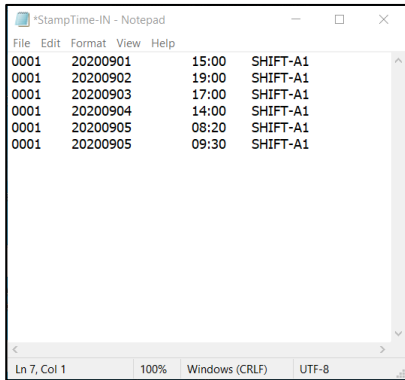 *StampTime-IN - Notepad
File Edit Format View Help
0001 20200901 15:00 SHIFT-A1
0001 20200902 19:00 SHIFT-A1
0001 20200903 17:00 SHIFT-A1
0001 20200904 14:00 SHIFT-A1
0001 20200905 08:20 SHIFT-A1
0001 20200905 09:30 SHIFT-A1
Ln 7, Col 1 100% Windows (CRLF) UTF-8